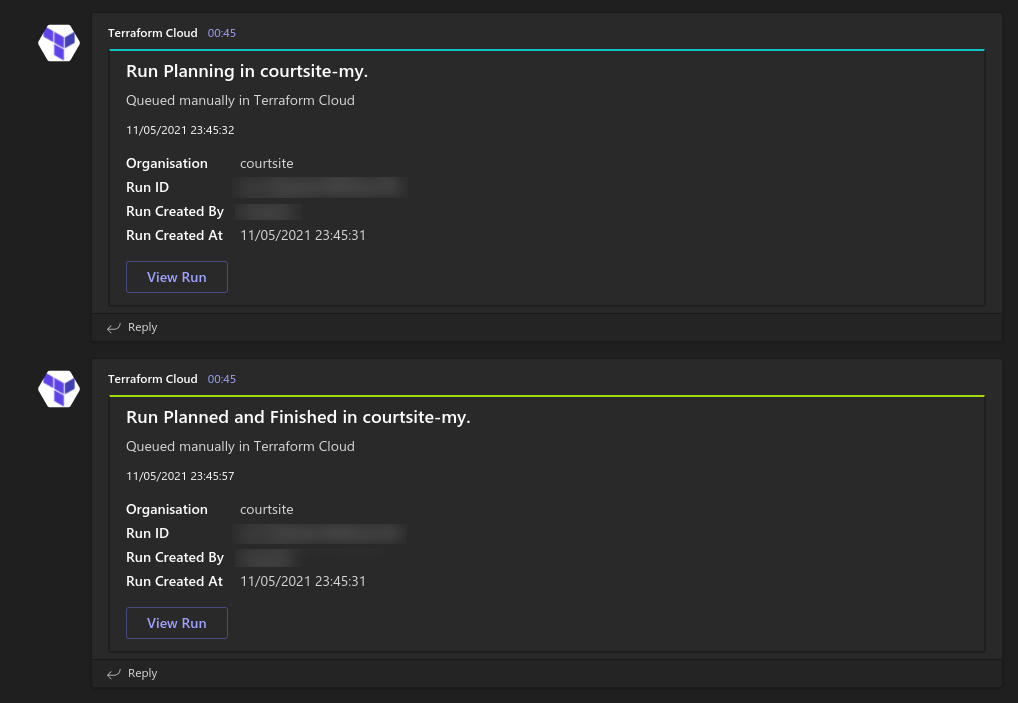 Terraform Cloud 00:45
Run Planning in courtsite-my.
Queued manually in Terraform Cloud
11/05/2021 23:45:32
Organisation courtsite
Run ID
Run Created By
Run Created At 11/05/2021 23:45:31
View Run
Reply
Terraform Cloud 00:45
Run Planned and Finished in courtsite-my.
Queued manually in Terraform Cloud
11/05/2021 23:45:57
Organisation courtsite
Run ID
Run Created By
Run Created At 11/05/2021 23:45:31
View Run
Reply